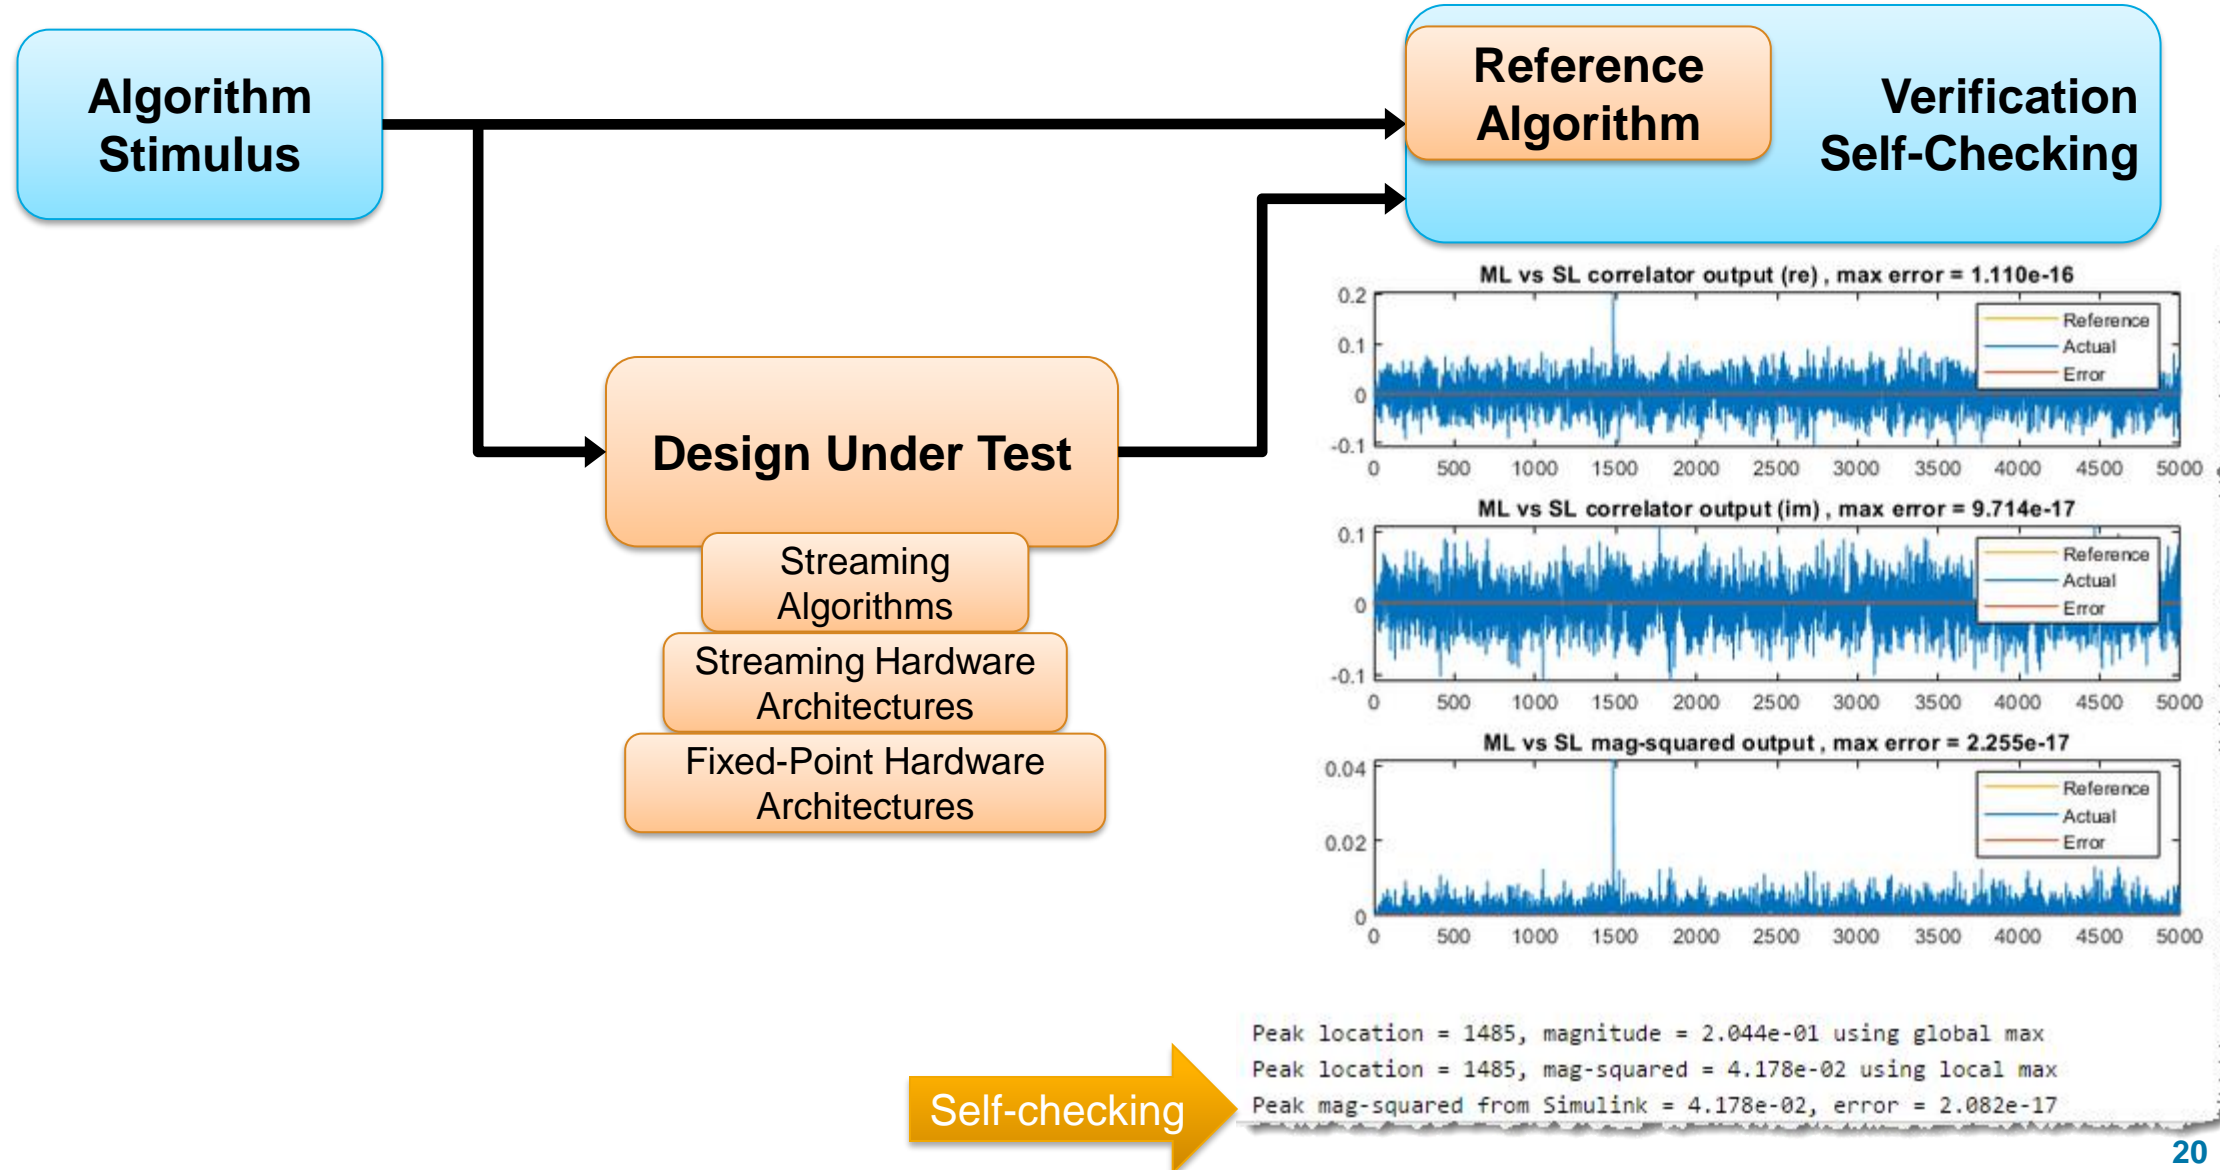 Algorithm
Stimulus
Reference
Algorithm
Verification
Self-Checking
Design Under Test
Streaming
Algorithms
Streaming Hardware
Architectures
Fixed-Point Hardware
Architectures
ML vs SL correlator output (re) , max error = 1.110e-16
0.2
0.1
0
-0.1
Reference
Actual
Error
0 500 1000 1500 2000 2500 3000 3500 4000 4500 5000
ML vs SL correlator output (im) , max error = 9.714e-17
0.1
0
-0.1
Reference
Actual
Error
0 500 1000 1500 2000 2500 3000 3500 4000 4500 5000
ML vs SL mag-squared output , max error = 2.255e-17
0.04
0.02
0
Reference
Actual
Error
0 500 1000 1500 2000 2500 3000 3500 4000 4500 5000
Self-checking
Peak location = 1485, magnitude = 2.044e-01 using global max
Peak location = 1485, mag-squared = 4.178e-02 using local max
Peak mag-squared from Simulink = 4.178e-02, error = 2.082e-17
20